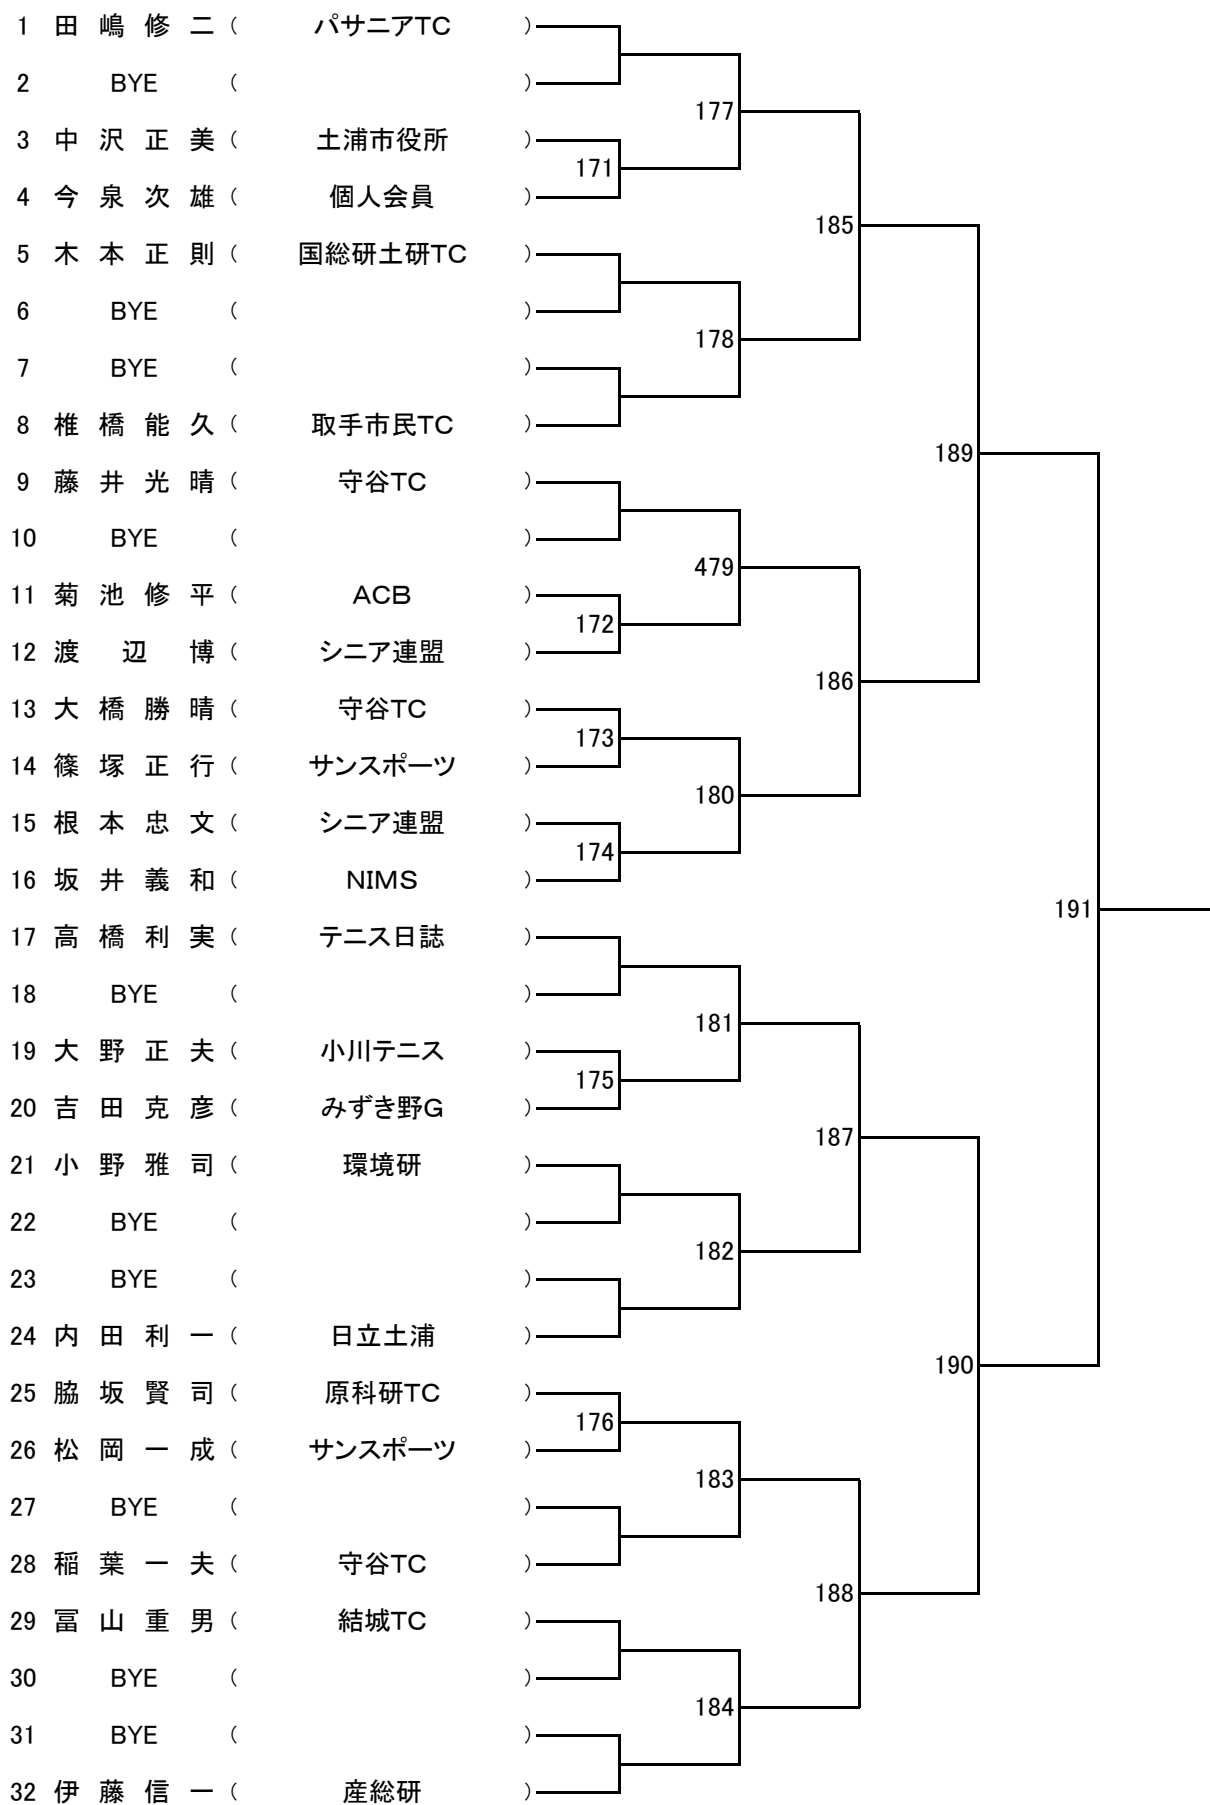 1 田嶋修二 ( パサニアTC )
2 BYE ( )
177
3 中沢正美 ( 土浦市役所 )
171
4 今泉次雄 ( 個人会員 )
185
5 木本正則 ( 国総研土研TC )
6 BYE ( )
178
7 BYE ( )
8 椎橋能久 ( 取手市民TC )
189
9 藤井光晴 ( 守谷TC )
10 BYE ( )
479
11 菊池修平 ( ACB )
172
12 渡辺博 ( シニア連盟 )
186
13 大橋勝晴 ( 守谷TC )
173
14 篠塚正行 ( サンスポーツ )
180
15 根本忠文 ( シニア連盟 )
174
16 坂井義和 ( NIMS )
191
17 高橋利実 ( テニス日誌 )
18 BYE ( )
181
19 大野正夫 ( 小川テニス )
175
20 吉田克彦 ( みずき野G )
187
21 小野雅司 ( 環境研 )
22 BYE ( )
182
23 BYE ( )
24 内田利一 ( 日立土浦 )
190
25 脇坂賢司 ( 原科研TC )
176
26 松岡一成 ( サンスポーツ )
183
27 BYE ( )
28 稲葉一夫 ( 守谷TC )
188
29 冨山重男 ( 結城TC )
30 BYE ( )
184
31 BYE ( )
32 伊藤信一 ( 産総研 )